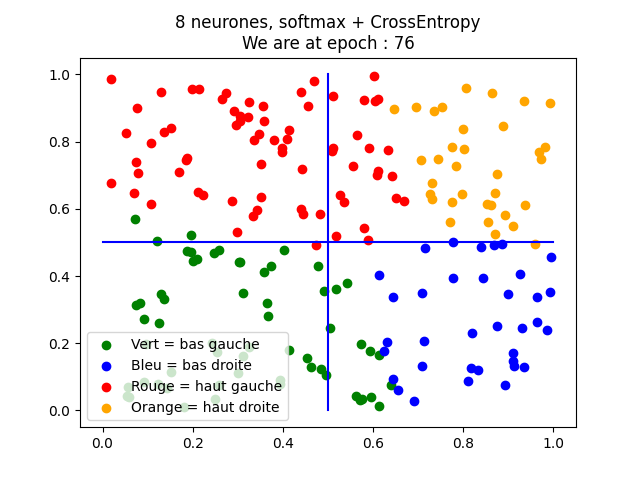 8 neurones, softmax + CrossEntropy
We are at epoch : 76
1.0
0.8
0.6
0.4
0.2
0.0
Vert = bas gauche
Bleu = bas droite
Rouge = haut gauche
Orange = haut droite
0.0 0.2 0.4 0.6 0.8 1.0